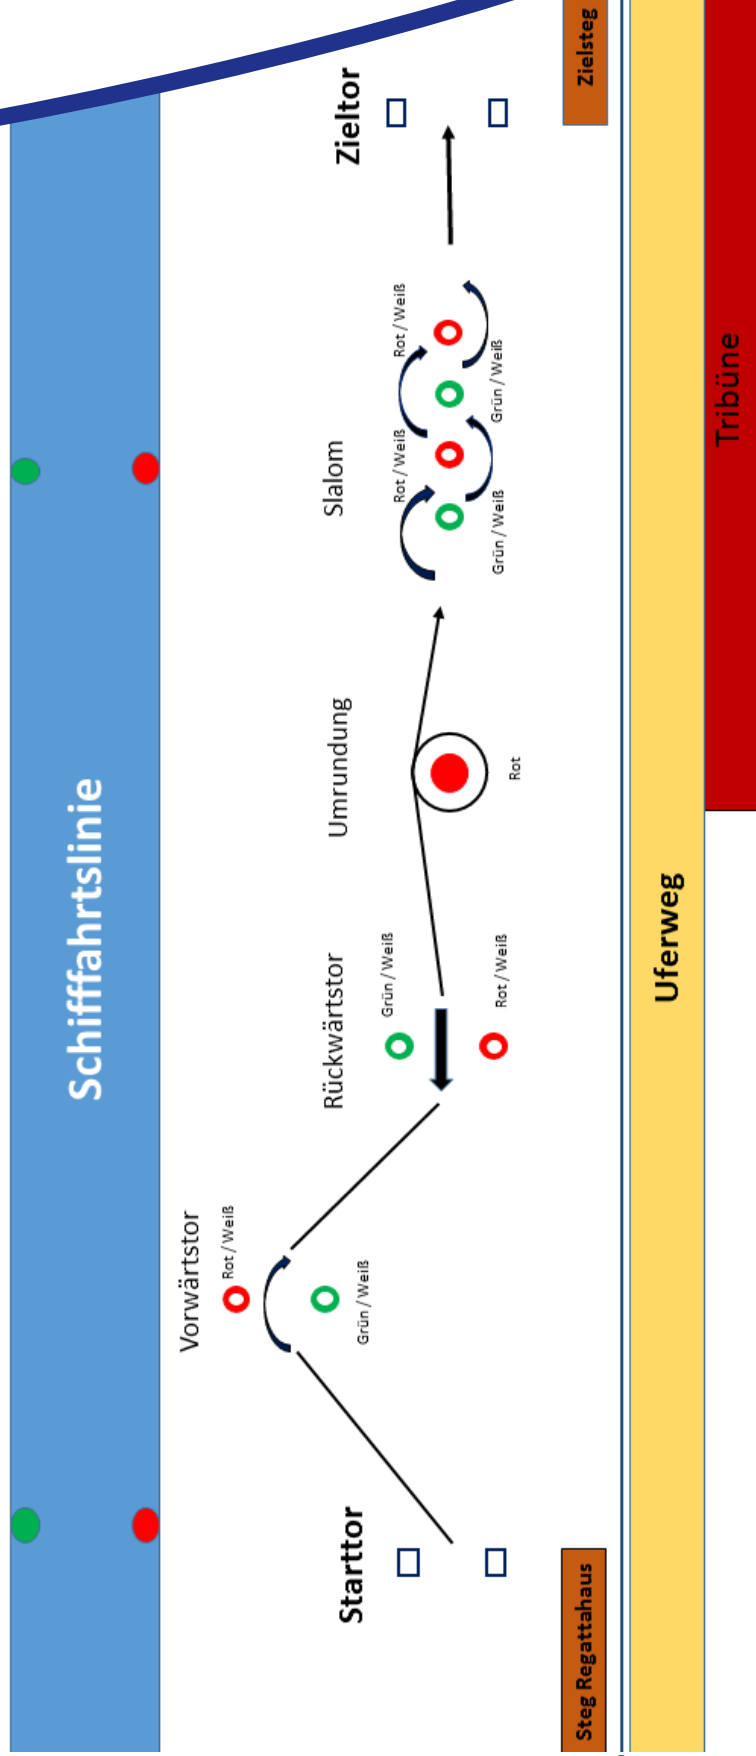 Schifffahrtslinie
Vorwärtstor
Rot / Weiß
Starttor
Rückwärtstor
Umrundung
Slalom
Zieltor
Grün / Weiß
Grün / Weiß
Rot / Weiß
Rot / Weiß
Rot / Weiß
Rot
Grün / Weiß
Grün / Weiß
Steg Regattahaus
Zielsteg
Uferweg
Tribüne